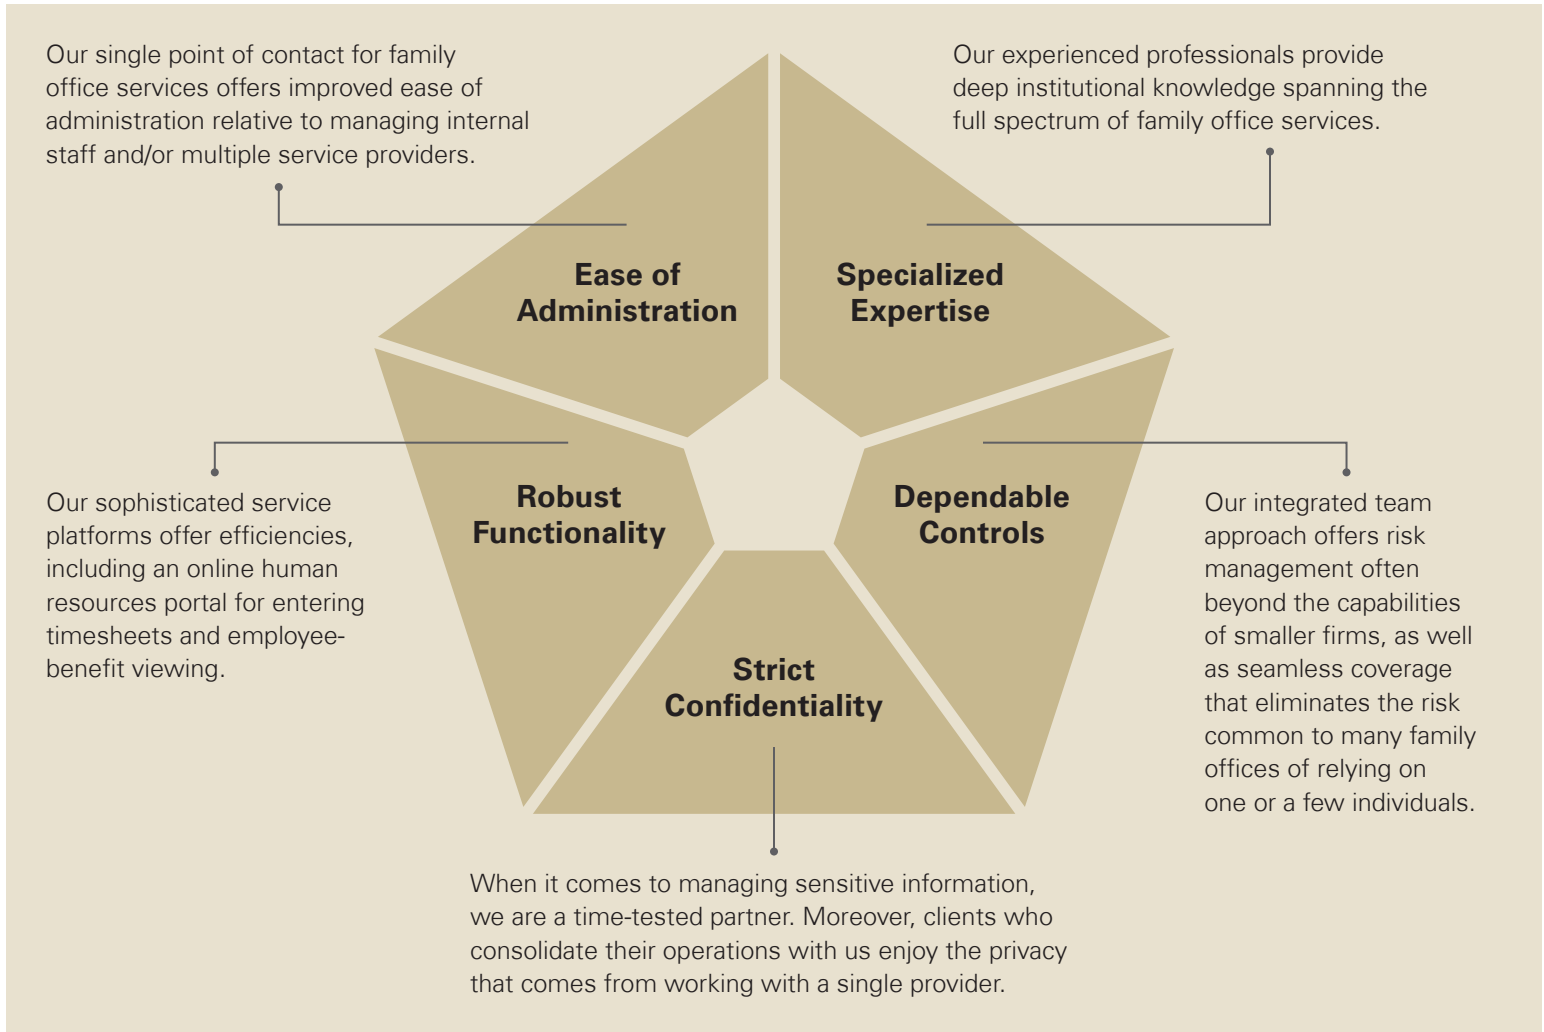 Our single point of contact for family
office services offers improved ease of
administration relative to managing internal
staff and/or multiple service providers.
Our experienced professionals provide
deep institutional knowledge spanning the
full spectrum of family office services.
Ease of
Administration
Specialized
Expertise
Robust
Functionality
Dependable
Controls
Our sophisticated service
platforms offer efficiencies,
including an online human
resources portal for entering
timesheets and employee-
benefit viewing.
Our integrated team
approach offers risk
management often
beyond the capabilities
of smaller firms, as well
as seamless coverage
that eliminates the risk
common to many family
offices of relying on
one or a few individuals.
Strict
Confidentiality
When it comes to managing sensitive information,
we are a time-tested partner. Moreover, clients who
consolidate their operations with us enjoy the privacy
that comes from working with a single provider.